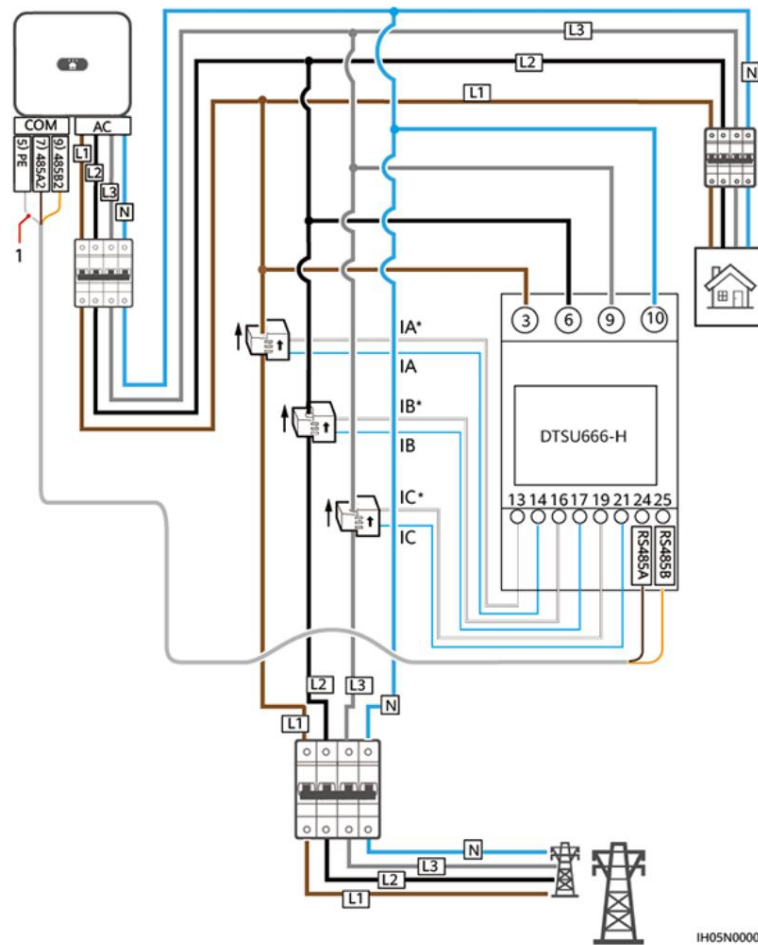 L3
L2
N
L1
COM
AC
5) PE
7) 485A2
9) 485B2
L1
L2
L3
N
1
3
6
9
10
IA*
IA
IB*
IB
IC*
IC
DTSU666-H
13 14 16 17 19 21 24 25
RS485A
RS485B
L2
L3
N
L1
N
L3
L2
L1
IH05N0000